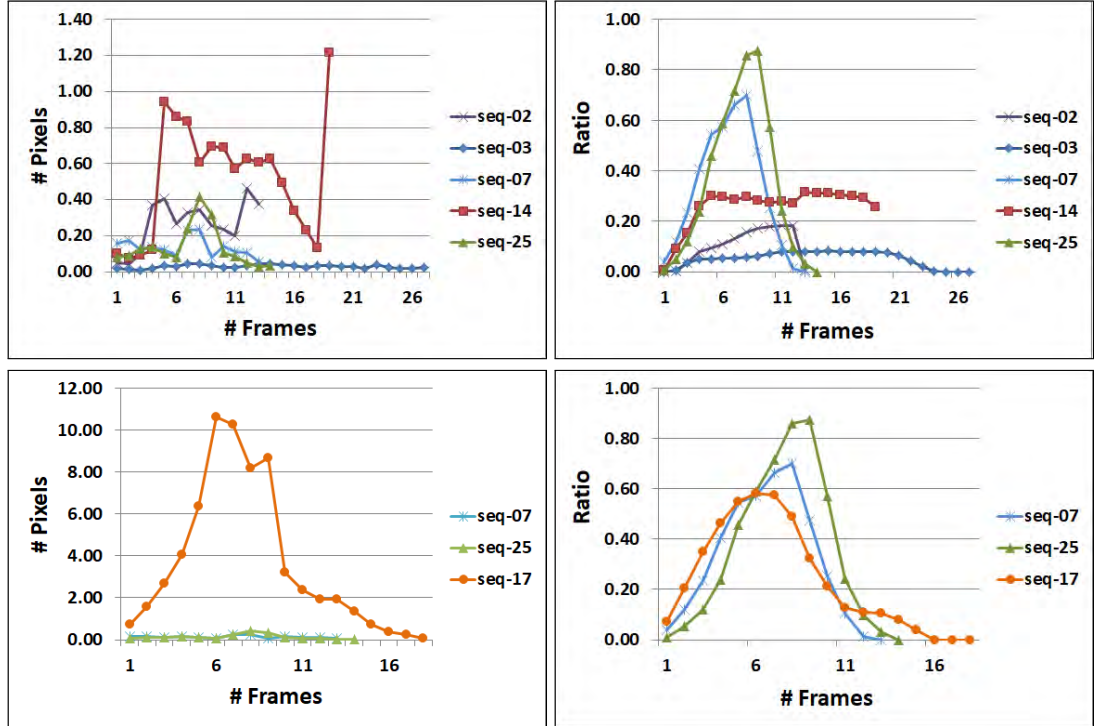 1.40
1.20
1.00
0.80
0.60
0.40
0.20
0.00
# Pixels
1 6 11 16 21 26
# Frames
seq-02
seq-03
seq-07
seq-14
seq-25
1.00
0.80
0.60
0.40
0.20
0.00
Ratio
1 6 11 16 21 26
# Frames
seq-02
seq-03
seq-07
seq-14
seq-25
12.00
10.00
8.00
6.00
4.00
2.00
0.00
# Pixels
1 6 11 16
# Frames
seq-07
seq-25
seq-17
1.00
0.80
0.60
0.40
0.20
0.00
Ratio
1 6 11 16
# Frames
seq-07
seq-25
seq-17